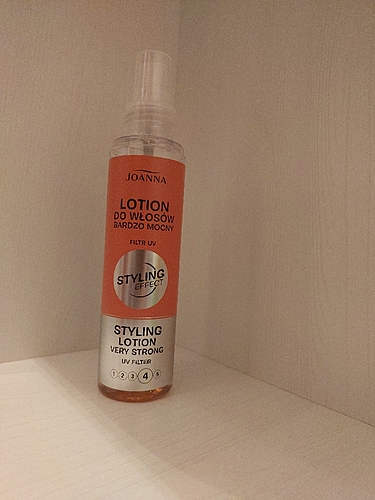 JOANNA
LOTION
DO WŁOSÓW
BARDZO MOCNY
FILTR UV
STYLING
EFFECT
STYLING
LOTION
VERY STRONG
UV FILTER
1 2 3 4 5